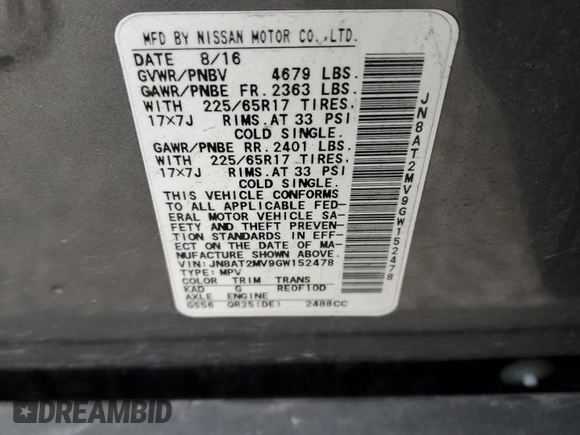 MFD BY NISSAN MOTOR CO.,LTD.
DATE 8/16
GVWR/PNBV 4679 LBS.
GAWR/PNBE FR. 2363 LBS.
WITH 225/65R17 TIRES,
17×7J RIMS.AT 33 PSI
COLD SINGLE.
GAWR/PNBE RR. 2401 LBS.
WITH 225/65R17 TIRES,
17×7J RIMS.AT 33 PSI
COLD SINGLE.
THIS VEHICLE CONFORMS
TO ALL APPLICABLE FED-
ERAL MOTOR VEHICLE SA-
FETY AND THEFT PREVENTION
STANDARDS IN EFF-
ECT ON THE DATE OF MA-
NUFACTURE SHOWN ABOVE.
VIN: JN8AT2MV9GW152478
TYPE: MPV
COLOR TRIM TRANS
KAD G RE0F10D
AXLE ENGINE
GS56 QR25(DE) 2488CC
JN8AT2MV9GW152478
DREAMBID